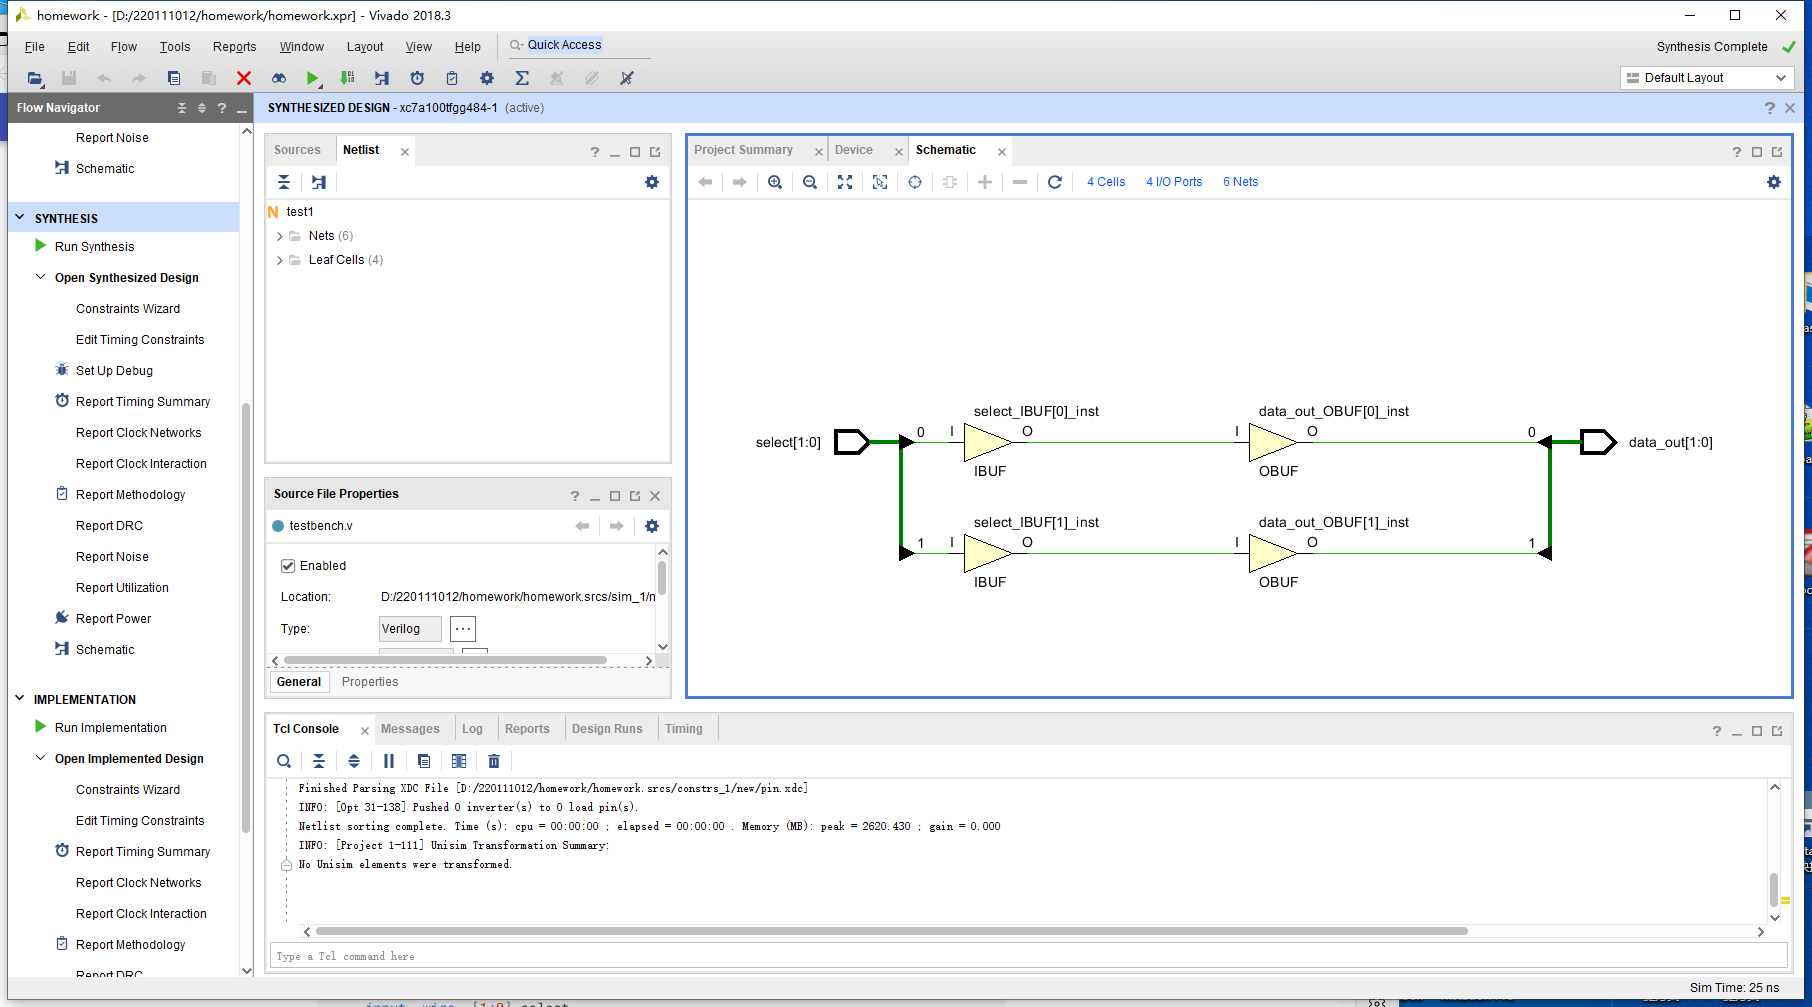 homework - [D:/220111012/homework/homework.xpr] - Vivado 2018.3
File Edit Flow Tools Reports Window Layout View Help Quick Access
Synthesis Complete
Default Layout
Flow Navigator
SYNTHESIZED DESIGN - xc7a100tfgg484-1 (active)
Report Noise
Schematic
SYNTHESIS
Run Synthesis
Open Synthesized Design
Constraints Wizard
Edit Timing Constraints
Set Up Debug
Report Timing Summary
Report Clock Networks
Report Clock Interaction
Report Methodology
Report DRC
Report Noise
Report Utilization
Report Power
Schematic
IMPLEMENTATION
Run Implementation
Open Implemented Design
Constraints Wizard
Edit Timing Constraints
Report Timing Summary
Report Clock Networks
Report Clock Interaction
Report Methodology
Report DRC
Sources Netlist
test1
Nets (6)
Leaf Cells (4)
Source File Properties
testbench.v
Enabled
Location: D:/220111012/homework/homework.srcs/sim_1/n
Type: Verilog ...
General Properties
Project Summary Device Schematic
4 Cells 4 I/O Ports 6 Nets
select_IBUF[0]_inst data_out_OBUF[0]_inst
select[1:0] 0 I O I O 0 data_out[1:0]
IBUF OBUF
select_IBUF[1]_inst data_out_OBUF[1]_inst
1 I O I O 1
IBUF OBUF
Tcl Console Messages Log Reports Design Runs Timing
Finished Parsing XDC File [D:/220111012/homework/homework.srcs/constrs_1/new/pin.xdc]
INFO: [Opt 31-138] Pushed 0 inverter(s) to 0 load pin(s).
Netlist sorting complete. Time (s): cpu = 00:00:00 ; elapsed = 00:00:00 . Memory (MB): peak = 2620.430 ; gain = 0.000
INFO: [Project 1-111] Unisim Transformation Summary:
No Unisim elements were transformed.
Type a Tcl command here
Sim Time: 25 ns